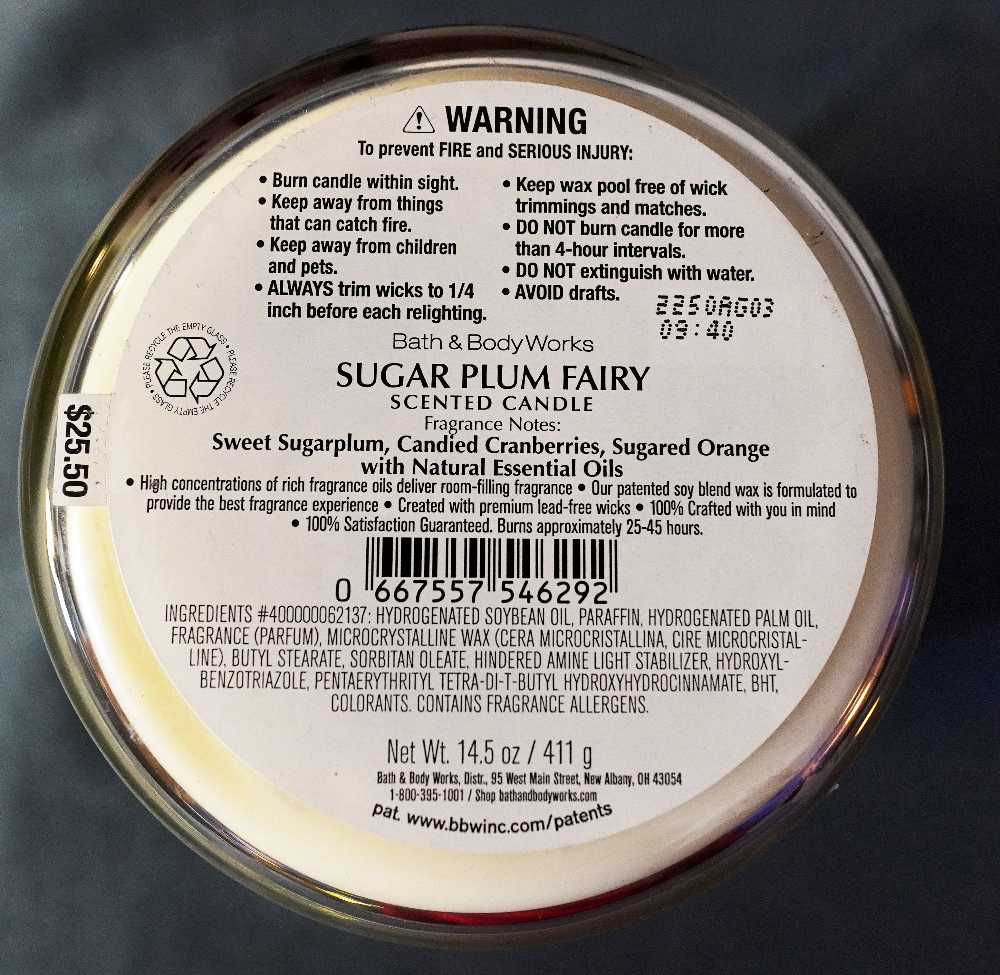 WARNING
To prevent FIRE and SERIOUS INJURY:
• Burn candle within sight.
• Keep away from things
that can catch fire.
• Keep away from children
and pets.
• ALWAYS trim wicks to 1/4
inch before each relighting.
• Keep wax pool free of wick
trimmings and matches.
• DO NOT burn candle for more
than 4-hour intervals.
• DO NOT extinguish with water.
• AVOID drafts.
2250AG03
09:40
PLEASE RECYCLE THE EMPTY GLASS • PLEASE RECYCLE THE EMPTY GLASS •
$25.50
Bath & Body Works
SUGAR PLUM FAIRY
SCENTED CANDLE
Fragrance Notes:
Sweet Sugarplum, Candied Cranberries, Sugared Orange
with Natural Essential Oils
• High concentrations of rich fragrance oils deliver room-filling fragrance • Our patented soy blend wax is formulated to
provide the best fragrance experience • Created with premium lead-free wicks • 100% Crafted with you in mind
• 100% Satisfaction Guaranteed. Burns approximately 25-45 hours.
0 667557 546292
INGREDIENTS #400000062137: HYDROGENATED SOYBEAN OIL, PARAFFIN, HYDROGENATED PALM OIL,
FRAGRANCE (PARFUM), MICROCRYSTALLINE WAX (CERA MICROCRISTALLINA, CIRE MICROCRISTAL-
LINE), BUTYL STEARATE, SORBITAN OLEATE, HINDERED AMINE LIGHT STABILIZER, HYDROXYL-
BENZOTRIAZOLE, PENTAERYTHRITYL TETRA-DI-T-BUTYL HYDROXYHYDROCINNAMATE, BHT,
COLORANTS. CONTAINS FRAGRANCE ALLERGENS.
Net Wt. 14.5 oz / 411 g
Bath & Body Works, Distr., 95 West Main Street, New Albany, OH 43054
1-800-395-1001 / Shop bathandbodyworks.com
pat. www.bbwinc.com/patents